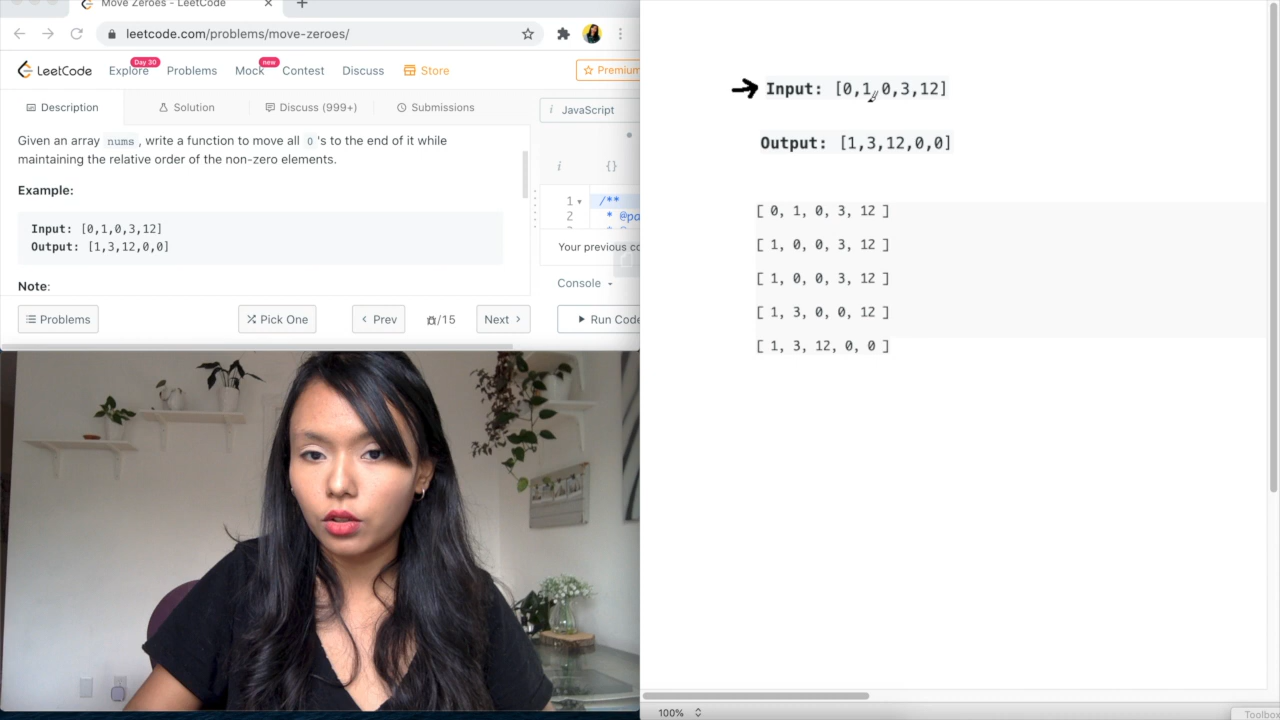 Move Zeroes - LeetCode
leetcode.com/problems/move-zeroes/
LeetCode
Explore
Day 30
Problems
Mock
new
Contest
Discuss
Store
Premium
Description
Solution
Discuss (999+)
Submissions
Given an array nums , write a function to move all 0 's to the end of it while
maintaining the relative order of the non-zero elements.
Example:
Input: [0,1,0,3,12]
Output: [1,3,12,0,0]
Note:
Problems
Pick One
Prev
/15
Next
i JavaScript
i {}
1 /**
2 * @pa
Your previous co
Console
Run Code
Input: [0,1,0,3,12]
Output: [1,3,12,0,0]
[ 0, 1, 0, 3, 12 ]
[ 1, 0, 0, 3, 12 ]
[ 1, 0, 0, 3, 12 ]
[ 1, 3, 0, 0, 12 ]
[ 1, 3, 12, 0, 0 ]
100%
Toolbox